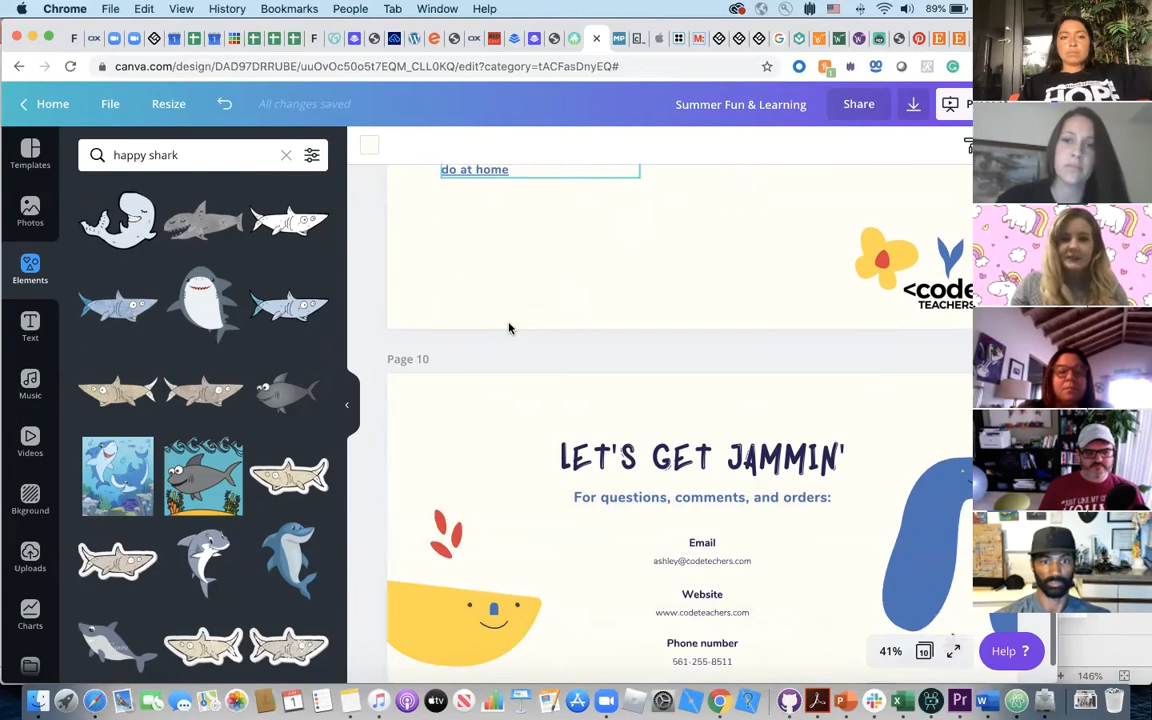 Chrome File Edit View History Bookmarks People Tab Window Help 89%
canva.com/design/DAD97DRRUBE/uuOvOc50o5t7EQM_CLL0KQ/edit?category=tACFasDnyEQ#
Home File Resize All changes saved Summer Fun & Learning Share
happy shark
Templates
Photos
Elements
Text
Music
Videos
Bkground
Uploads
Charts
do at home
<code
TEACHERS
Page 10
LET'S GET JAMMIN'
For questions, comments, and orders:
Email
ashley@codetechers.com
Website
www.codeteachers.com
Phone number
561-255-8511
41% 10 Help ?
146%
HOPE